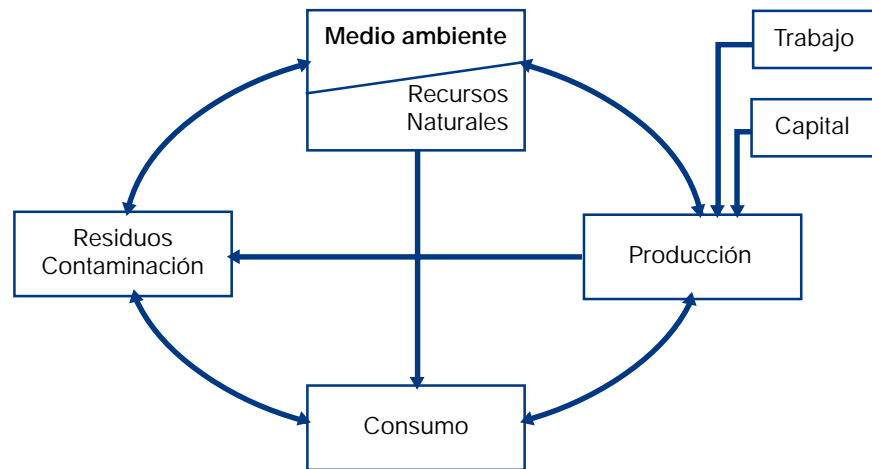 Medio ambiente
Recursos
Naturales
Trabajo
Capital
Residuos
Contaminación
Producción
Consumo